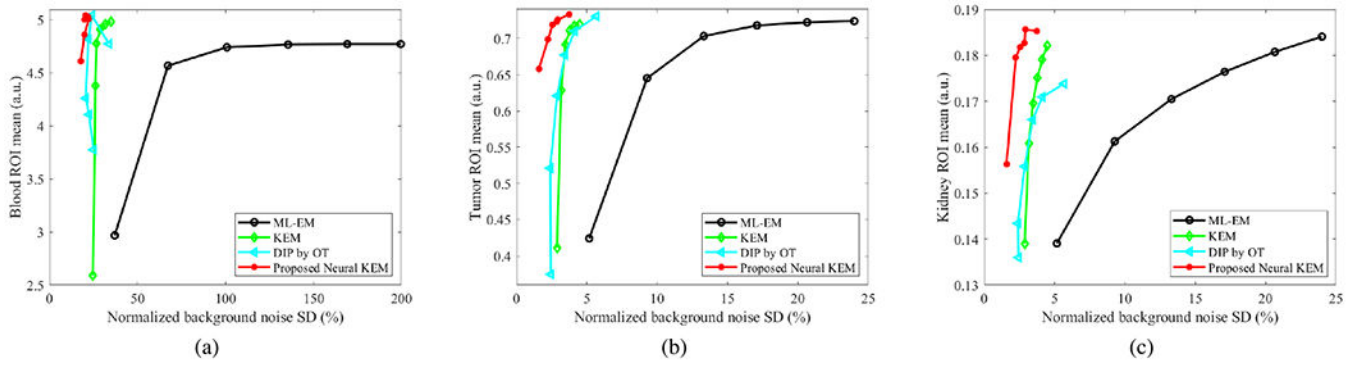 Blood ROI mean (a.u.)
5
4.5
4
3.5
3
2.5
0
50
100
150
200
Normalized background noise SD (%)
ML-EM
KEM
DIP by OT
Proposed Neural KEM
(a)
Tumor ROI mean (a.u.)
0.7
0.65
0.6
0.55
0.5
0.45
0.4
0
5
10
15
20
25
Normalized background noise SD (%)
ML-EM
KEM
DIP by OT
Proposed Neural KEM
(b)
Kidney ROI mean (a.u.)
0.19
0.18
0.17
0.16
0.15
0.14
0.13
0
5
10
15
20
25
Normalized background noise SD (%)
ML-EM
KEM
DIP by OT
Proposed Neural KEM
(c)